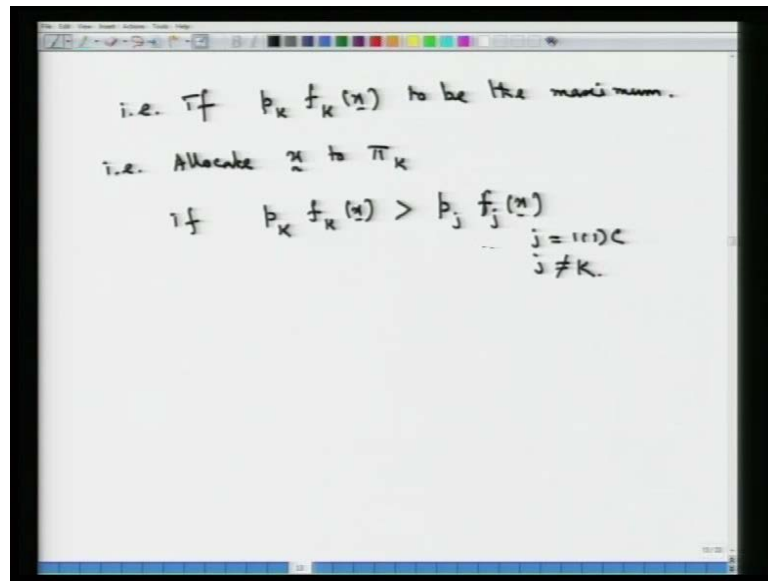 i.e. If p_k f_k(x) to be the maximum.
i.e. Allocate x to π_k
if p_k f_k(x) > p_j f_j(x)
j = 1(1)C
j ≠ k.